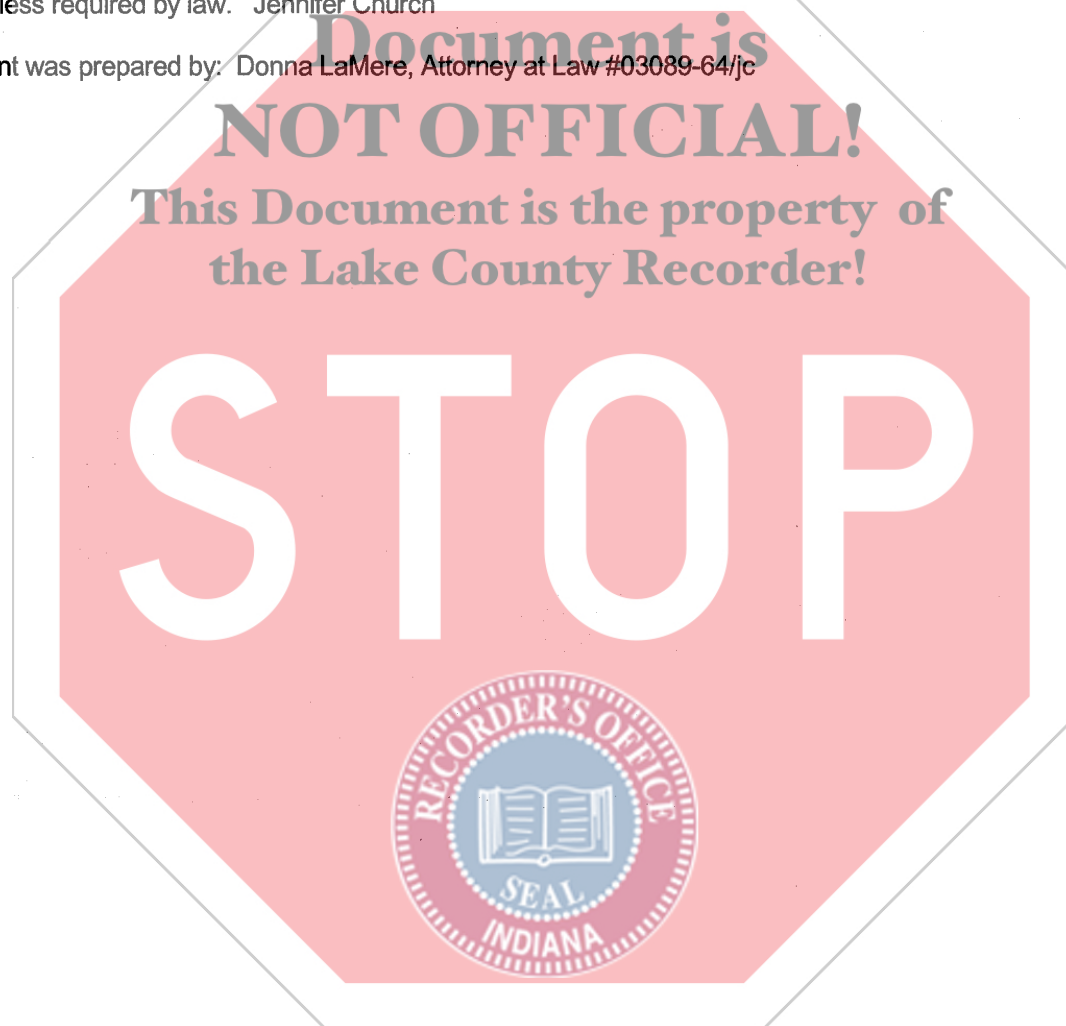 less required by law. Jennifer Church
Document is
nt was prepared by: Donna LaMere, Attorney at Law #03089-64/jc
NOT OFFICIAL!
This Document is the property of
the Lake County Recorder!
STOP
RECORDER'S OFFICE
SEAL
INDIANA